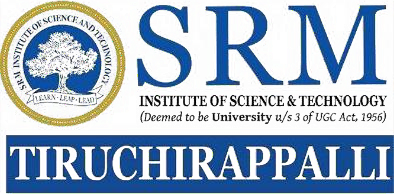 SRM INSTITUTE OF SCIENCE AND TECHNOLOGY
LEARN - LEAP - LEAD
SRM
INSTITUTE OF SCIENCE & TECHNOLOGY
(Deemed to be University u/s 3 of UGC Act, 1956)
TIRUCHIRAPPALLI